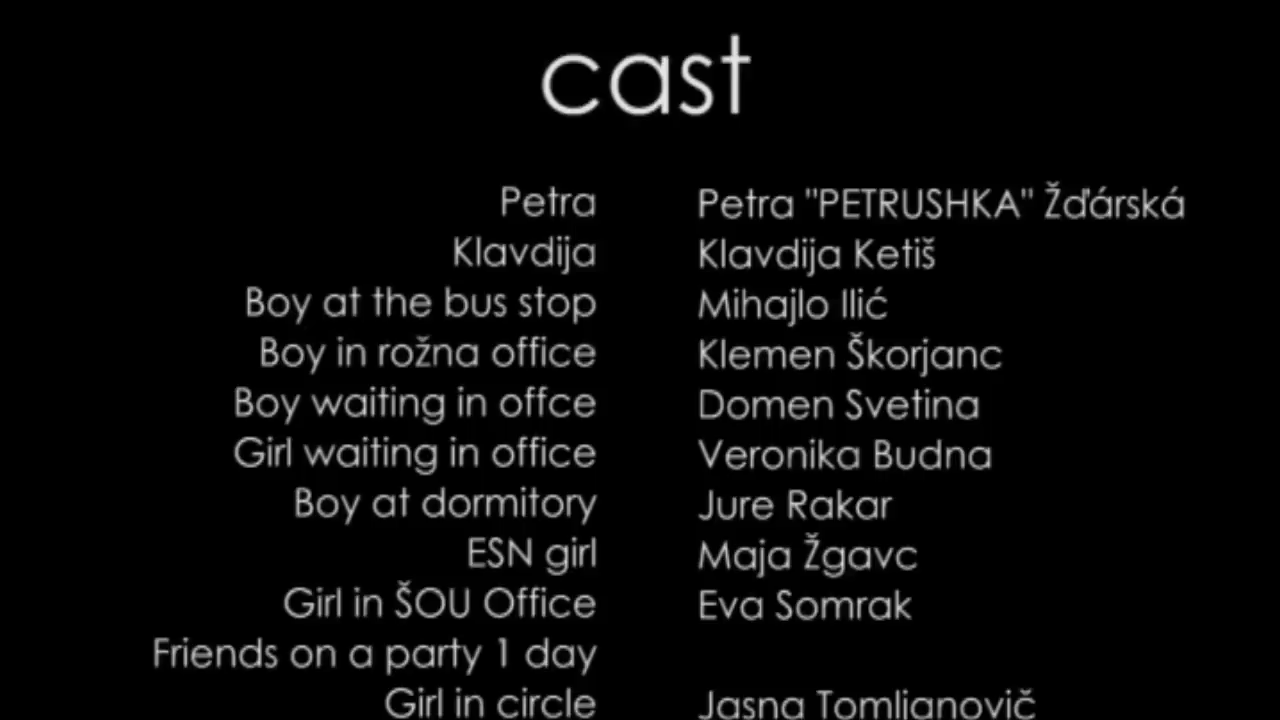 cast
Petra Petra "PETRUSHKA" Žďárská
Klavdija Klavdija Ketiš
Boy at the bus stop Mihajlo Ilić
Boy in rožna office Klemen Škorjanc
Boy waiting in offce Domen Svetina
Girl waiting in office Veronika Budna
Boy at dormitory Jure Rakar
ESN girl Maja Žgavc
Girl in ŠOU Office Eva Somrak
Friends on a party 1 day
Girl in circle Jasna Tomljanovič